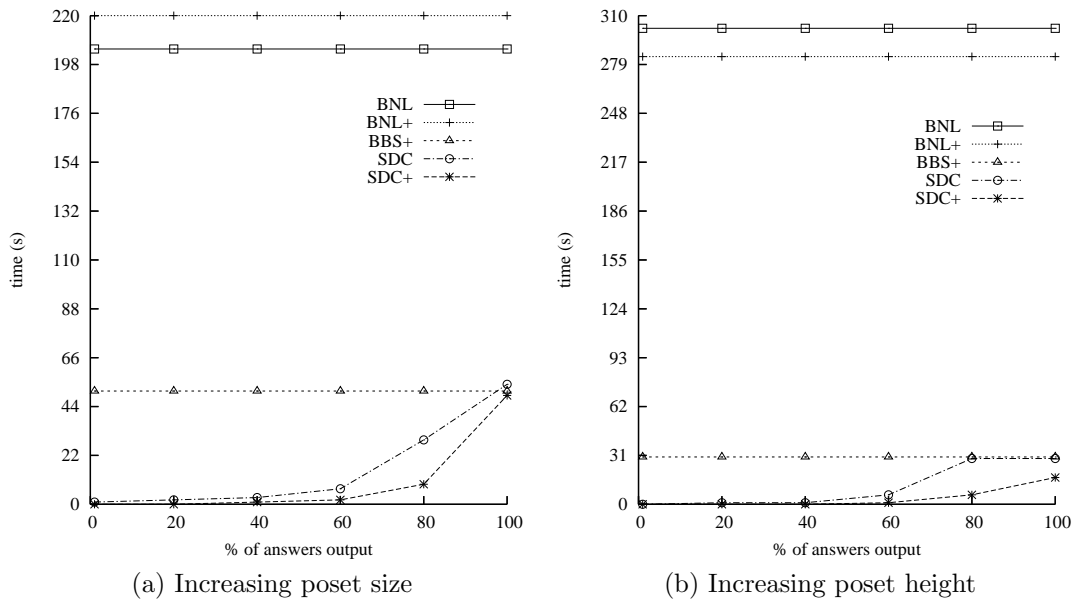 220
198
176
154
132
110
88
66
44
22
0
time (s)
BNL
BNL+
BBS+
SDC
SDC+
0 20 40 60 80 100
% of answers output
(a) Increasing poset size
310
279
248
217
186
155
124
93
62
31
0
time (s)
BNL
BNL+
BBS+
SDC
SDC+
0 20 40 60 80 100
% of answers output
(b) Increasing poset height